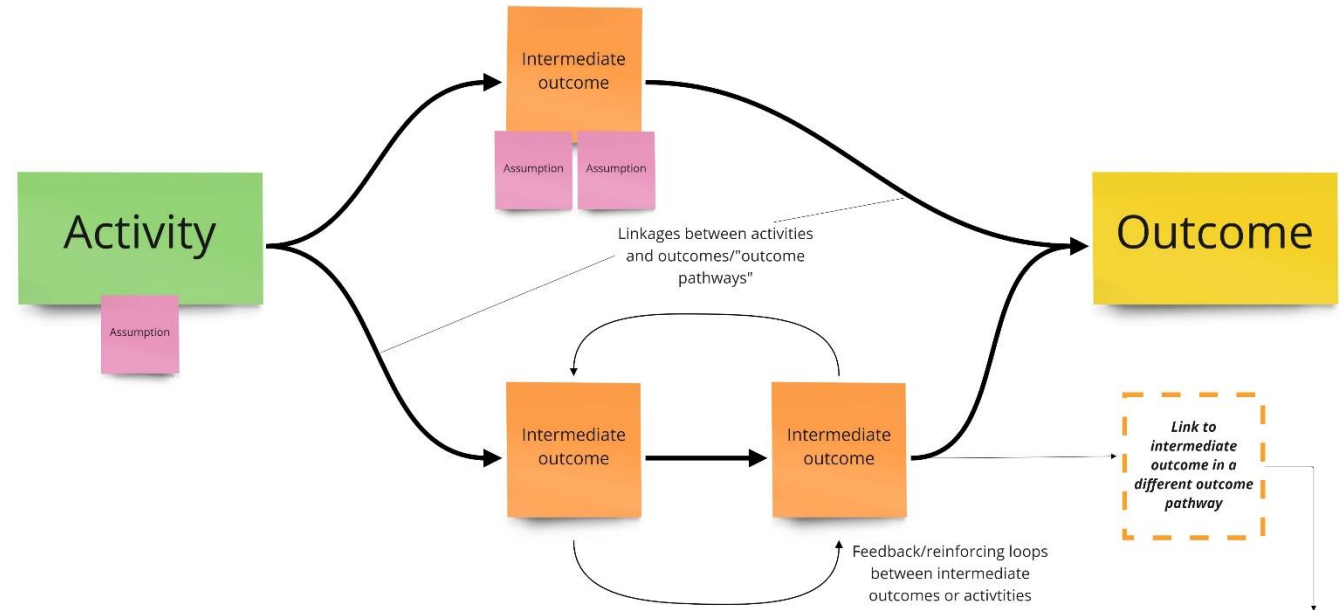 Intermediate
outcome
Assumption
Assumption
Activity
Assumption
Linkages between activities
and outcomes/"outcome
pathways"
Outcome
Intermediate
outcome
Intermediate
outcome
Link to
intermediate
outcome in a
different outcome
pathway
Feedback/reinforcing loops
between intermediate
outcomes or activtities